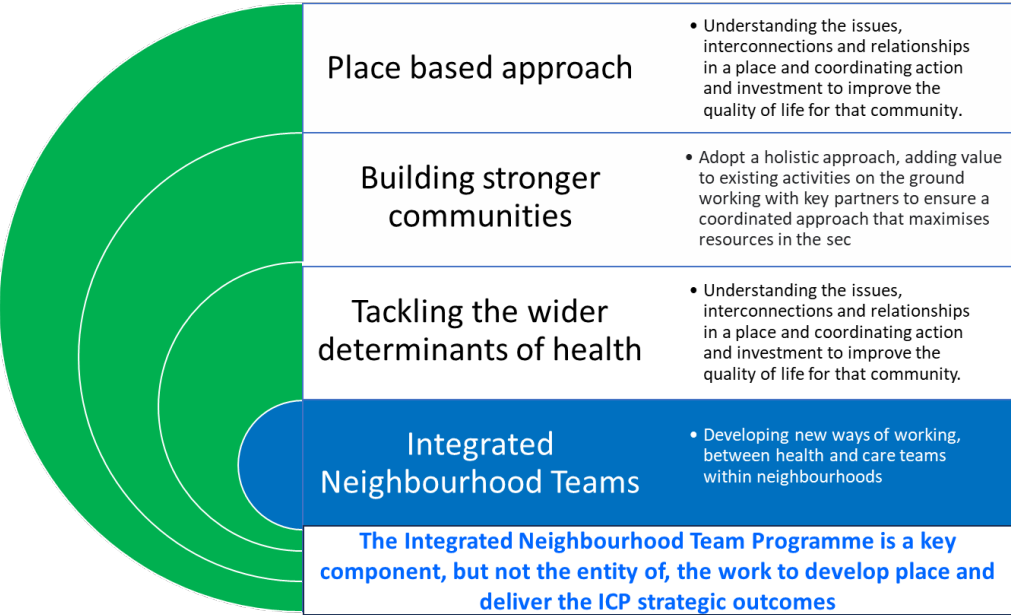 Place based approach
• Understanding the issues,
interconnections and relationships
in a place and coordinating action
and investment to improve the
quality of life for that community.
Building stronger
communities
• Adopt a holistic approach, adding value
to existing activities on the ground
working with key partners to ensure a
coordinated approach that maximises
resources in the sec
Tackling the wider
determinants of health
• Understanding the issues,
interconnections and relationships
in a place and coordinating action
and investment to improve the
quality of life for that community.
Integrated
Neighbourhood Teams
• Developing new ways of working,
between health and care teams
within neighbourhoods
The Integrated Neighbourhood Team Programme is a key
component, but not the entity of, the work to develop place and
deliver the ICP strategic outcomes